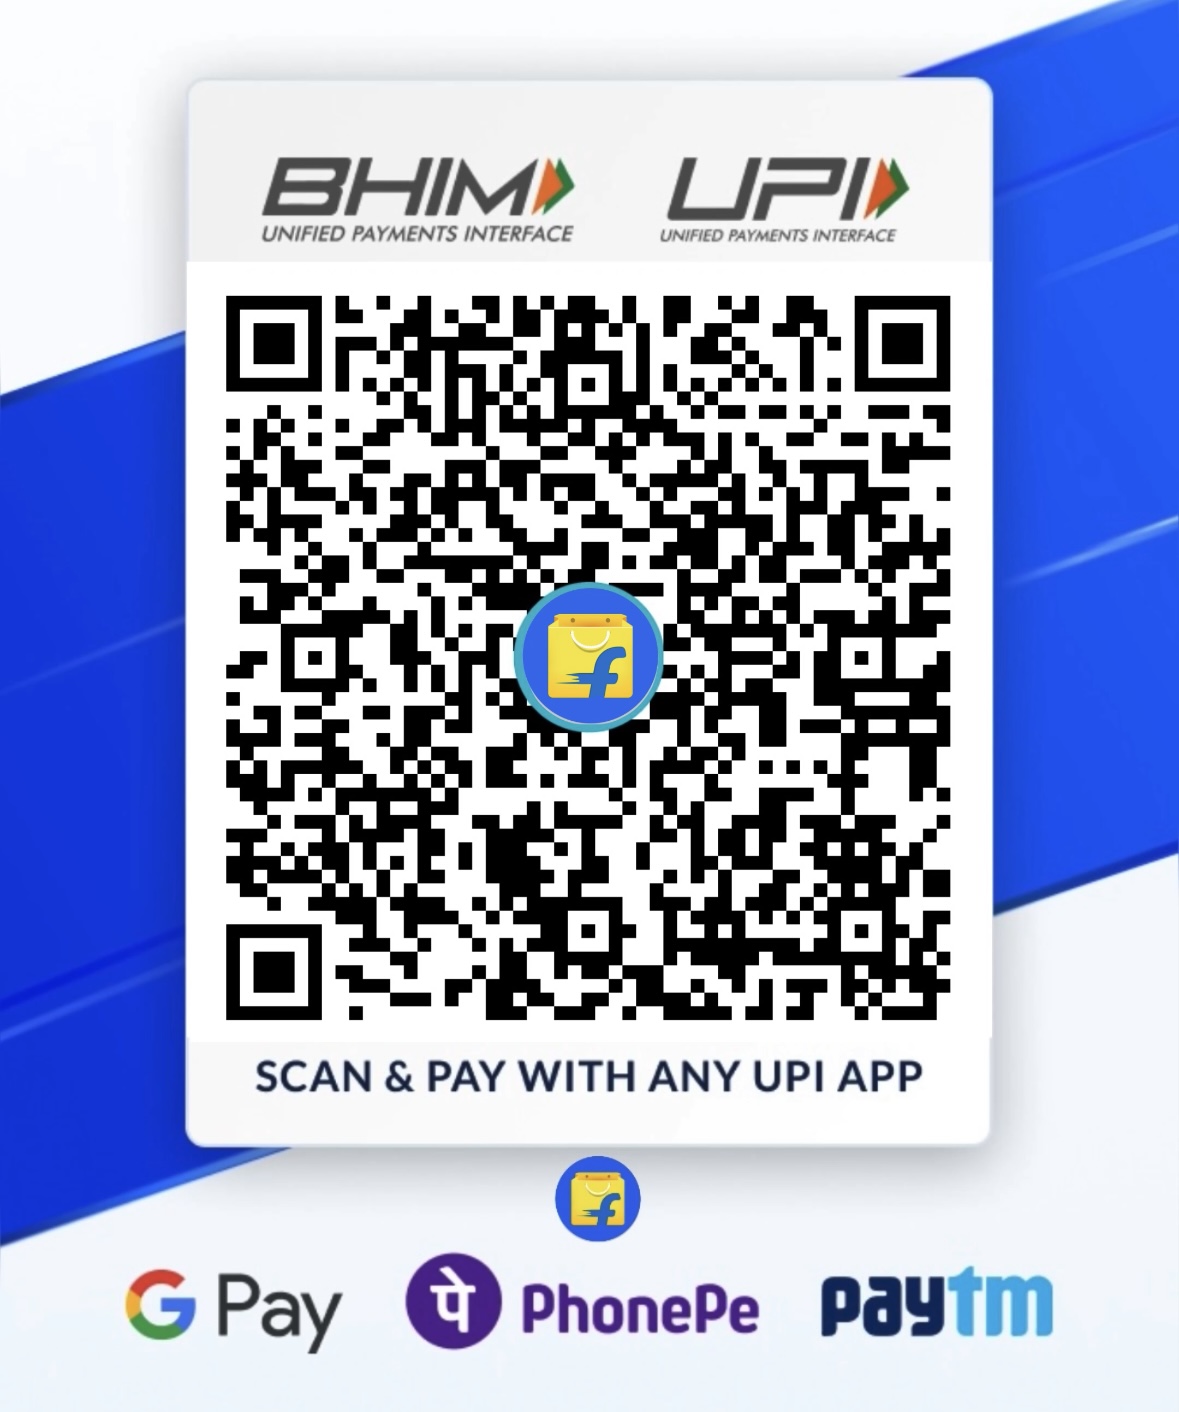 BHIM UPI
UNIFIED PAYMENTS INTERFACE UNIFIED PAYMENTS INTERFACE
SCAN & PAY WITH ANY UPI APP
f
f
G Pay पे PhonePe paytm